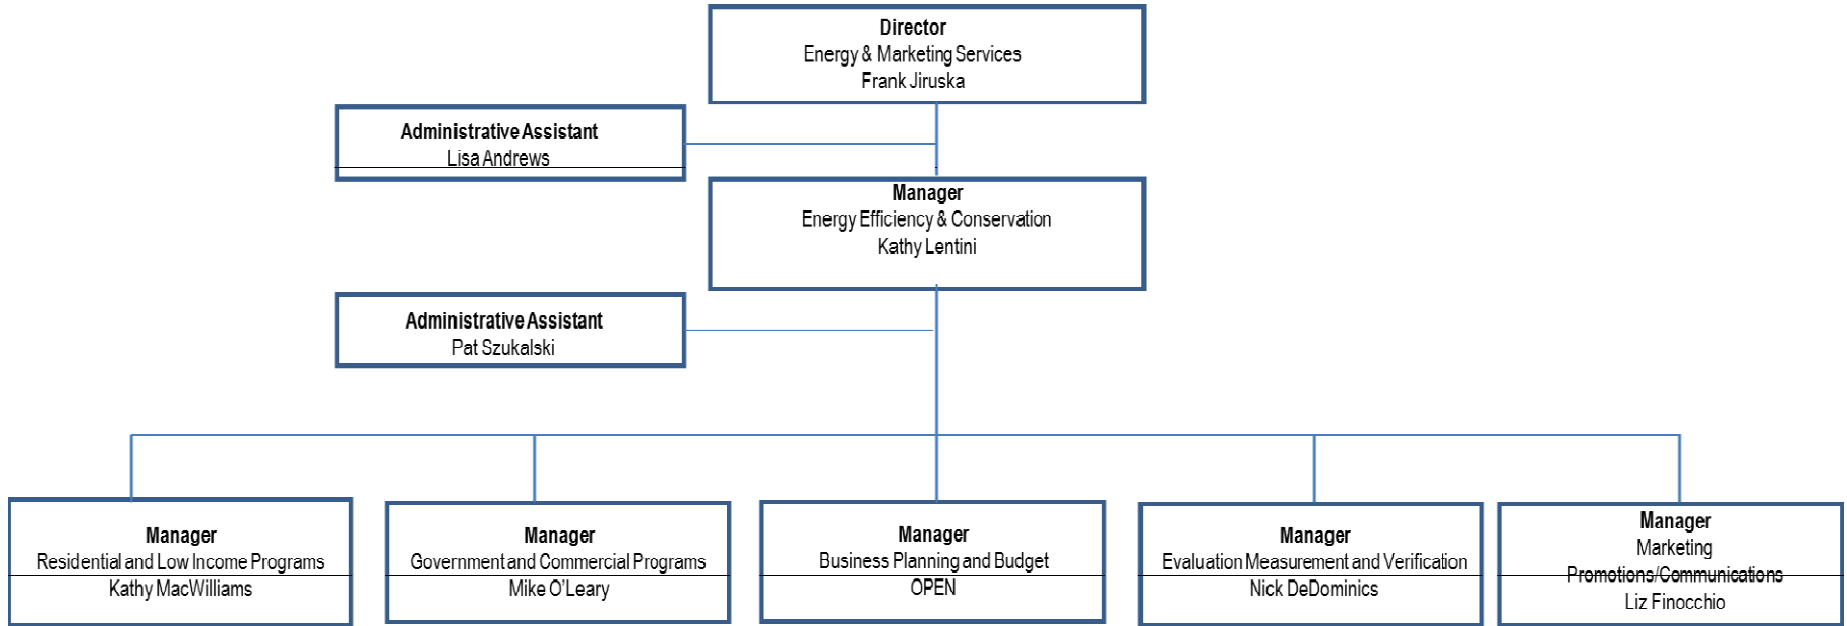 Director
Energy & Marketing Services
Frank Jiruska
Administrative Assistant
Lisa Andrews
Manager
Energy Efficiency & Conservation
Kathy Lentini
Administrative Assistant
Pat Szukalski
Manager
Residential and Low Income Programs
Kathy MacWilliams
Manager
Government and Commercial Programs
Mike O'Leary
Manager
Business Planning and Budget
OPEN
Manager
Evaluation Measurement and Verification
Nick DeDominics
Manager
Marketing
Promotions/Communications
Liz Finocchio